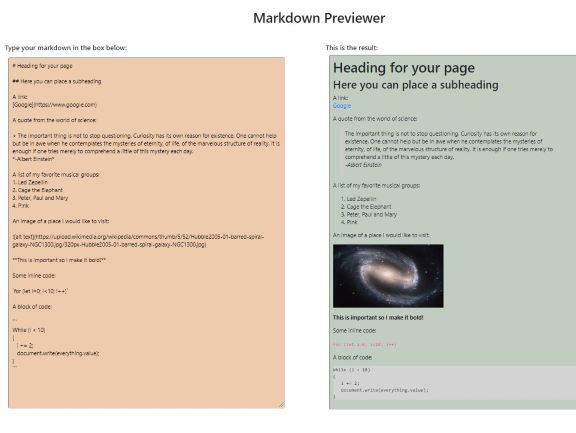 Markdown Previewer
Type your markdown in the box below:
# Heading for your page
## Here you can place a subheading
A link:
[Google](https://www.google.com)
A quote from the world of science:
> The important thing is not to stop questioning. Curiosity has its own reason for existence. One cannot help
but be in awe when he contemplates the mysteries of eternity, of life, of the marvelous structure of reality. It is
enough if one tries merely to comprehend a little of this mystery each day.
*-Albert Einstein*
A list of my favorite musical groups:
1. Led Zeppelin
2. Cage the Elephant
3. Peter, Paul and Mary
4. Pink
An image of a place I would like to visit:
![alt text](https://upload.wikimedia.org/wikipedia/commons/thumb/5/52/Hubble2005-01-barred-spiral-
galaxy-NGC1300.jpg/320px-Hubble2005-01-barred-spiral-galaxy-NGC1300.jpg)
**This is important so I make it bold!**
Some inline code:
`for (let i=0; i<10; i++)`
A block of code:
```
While (i < 10)
{
i += 2;
document.write(everything.value);
}
```
This is the result:
Heading for your page
Here you can place a subheading
A link:
Google
A quote from the world of science:
The important thing is not to stop questioning. Curiosity has its own reason for
existence. One cannot help but be in awe when he contemplates the mysteries
of eternity, of life, of the marvelous structure of reality. It is enough if one tries merely to
comprehend a little of this mystery each day.
-Albert Einstein
A list of my favorite musical groups:
1. Led Zeppelin
2. Cage the Elephant
3. Peter, Paul and Mary
4. Pink
An image of a place I would like to visit:
This is important so I make it bold!
Some inline code:
for (let i=0; i<10; i++)
A block of code:
While (i < 10)
{
i += 2;
document.write(everything.value);
}